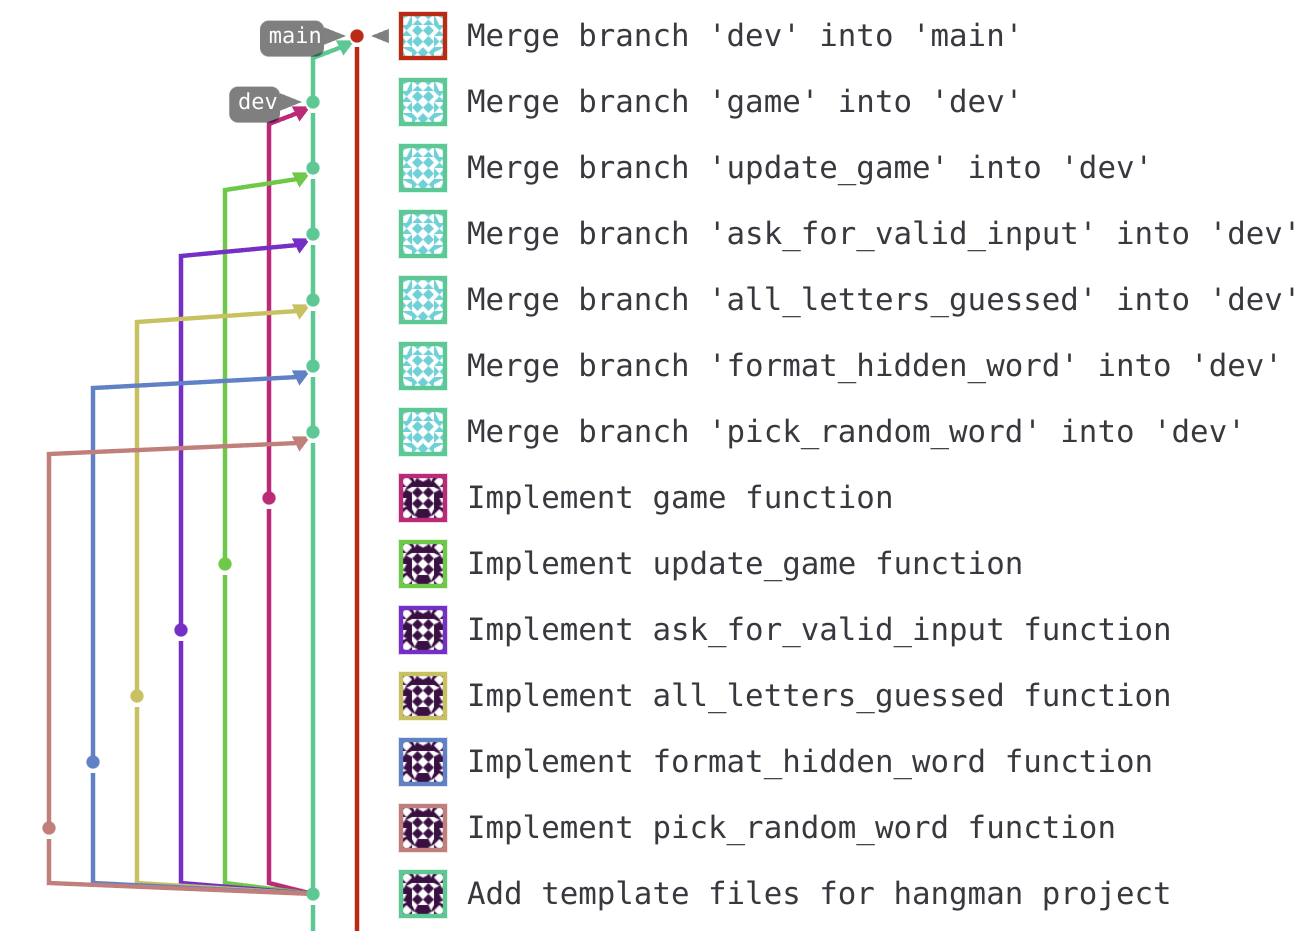 main
Merge branch 'dev' into 'main'
dev
Merge branch 'game' into 'dev'
Merge branch 'update_game' into 'dev'
Merge branch 'ask_for_valid_input' into 'dev'
Merge branch 'all_letters_guessed' into 'dev'
Merge branch 'format_hidden_word' into 'dev'
Merge branch 'pick_random_word' into 'dev'
Implement game function
Implement update_game function
Implement ask_for_valid_input function
Implement all_letters_guessed function
Implement format_hidden_word function
Implement pick_random_word function
Add template files for hangman project